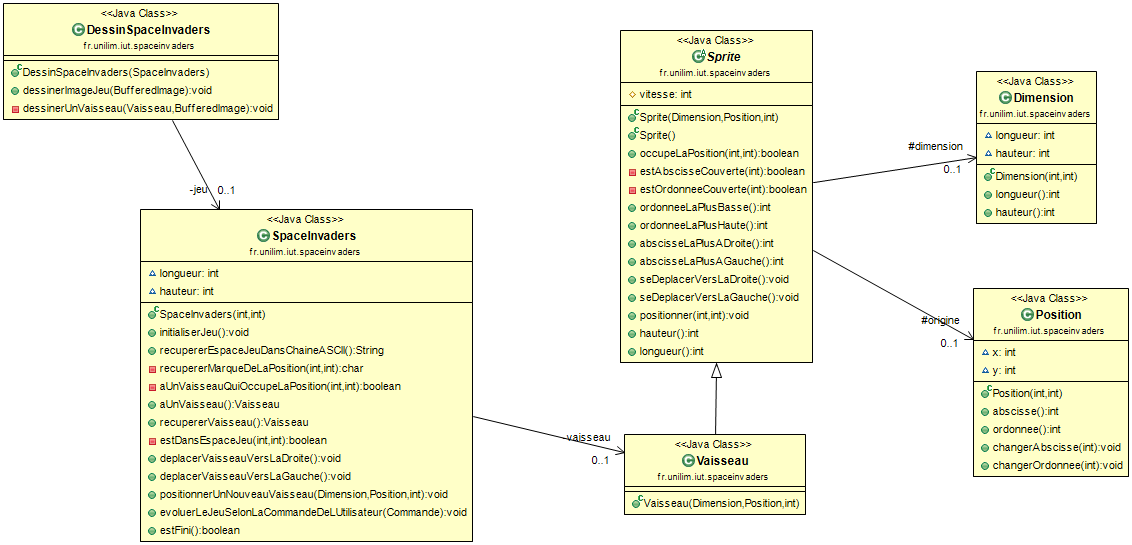 <<Java Class>>
DessinSpaceInvaders
fr.unilim.iut.spaceinvaders
DessinSpaceInvaders(SpaceInvaders)
dessinerImageJeu(BufferedImage):void
dessinerUnVaisseau(Vaisseau,BufferedImage):void
-jeu 0..1
<<Java Class>>
SpaceInvaders
fr.unilim.iut.spaceinvaders
longueur: int
hauteur: int
SpaceInvaders(int,int)
initialiserJeu():void
recupererEspaceJeuDansChaineASCII():String
recupererMarqueDeLaPosition(int,int):char
aUnVaisseauQuiOccupeLaPosition(int,int):boolean
aUnVaisseau():Vaisseau
recupererVaisseau():Vaisseau
estDansEspaceJeu(int,int):boolean
deplacerVaisseauVersLaDroite():void
deplacerVaisseauVersLaGauche():void
positionnerUnNouveauVaisseau(Dimension,Position,int):void
evoluerLeJeuSelonLaCommandeDeLUtilisateur(Commande):void
estFini():boolean
vaisseau
0..1
<<Java Class>>
Sprite
fr.unilim.iut.spaceinvaders
vitesse: int
Sprite(Dimension,Position,int)
Sprite()
occupeLaPosition(int,int):boolean
estAbscisseCouverte(int):boolean
estOrdonneeCouverte(int):boolean
ordonneeLaPlusBasse():int
ordonneeLaPlusHaute():int
abscisseLaPlusADroite():int
abscisseLaPlusAGauche():int
seDeplacerVersLaDroite():void
seDeplacerVersLaGauche():void
positionner(int,int):void
hauteur():int
longueur():int
<<Java Class>>
Vaisseau
fr.unilim.iut.spaceinvaders
Vaisseau(Dimension,Position,int)
#dimension
0..1
<<Java Class>>
Dimension
fr.unilim.iut.spaceinvaders
longueur: int
hauteur: int
Dimension(int,int)
longueur():int
hauteur():int
#origine
0..1
<<Java Class>>
Position
fr.unilim.iut.spaceinvaders
x: int
y: int
Position(int,int)
abscisse():int
ordonnee():int
changerAbscisse(int):void
changerOrdonnee(int):void